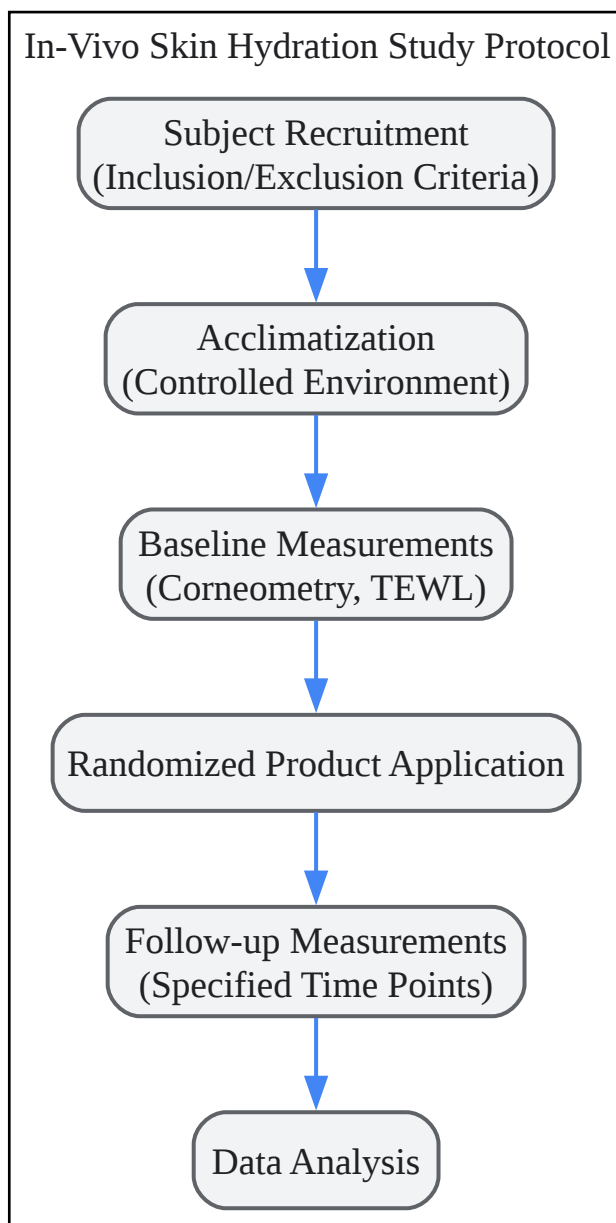 In-Vivo Skin Hydration Study Protocol
Subject Recruitment
(Inclusion/Exclusion Criteria)
Acclimatization
(Controlled Environment)
Baseline Measurements
(Corneometry, TEWL)
Randomized Product Application
Follow-up Measurements
(Specified Time Points)
Data Analysis